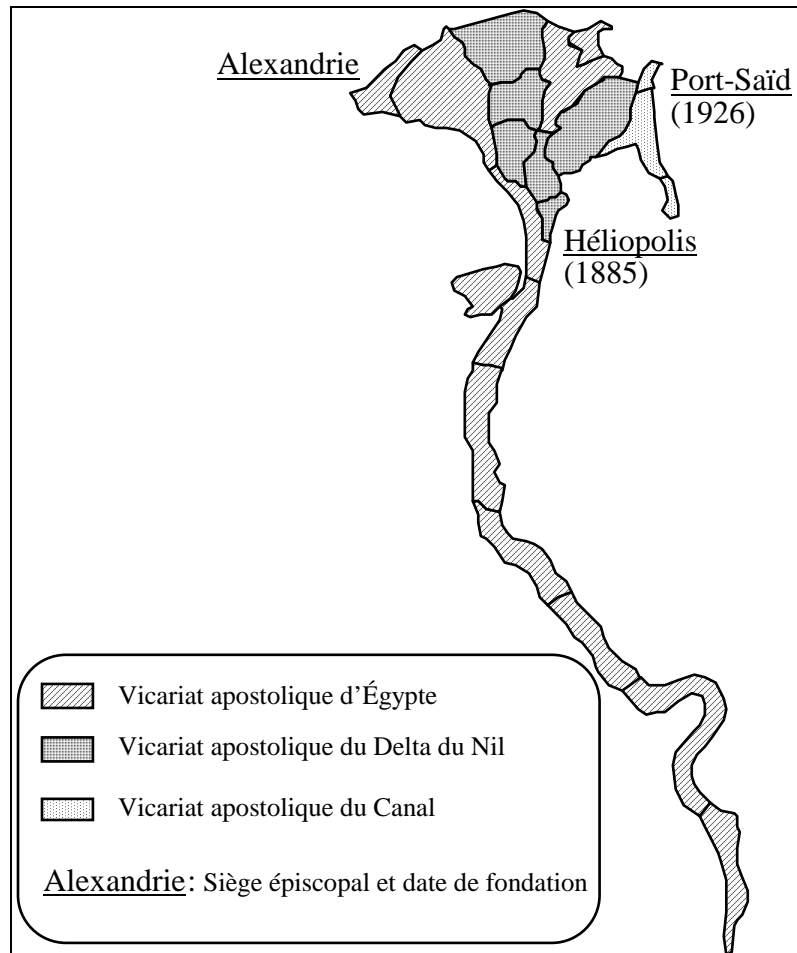 Alexandrie
Port-Saïd
(1926)
Héliopolis
(1885)
Vicariat apostolique d’Égypte
Vicariat apostolique du Delta du Nil
Vicariat apostolique du Canal
Alexandrie: Siège épiscopal et date de fondation